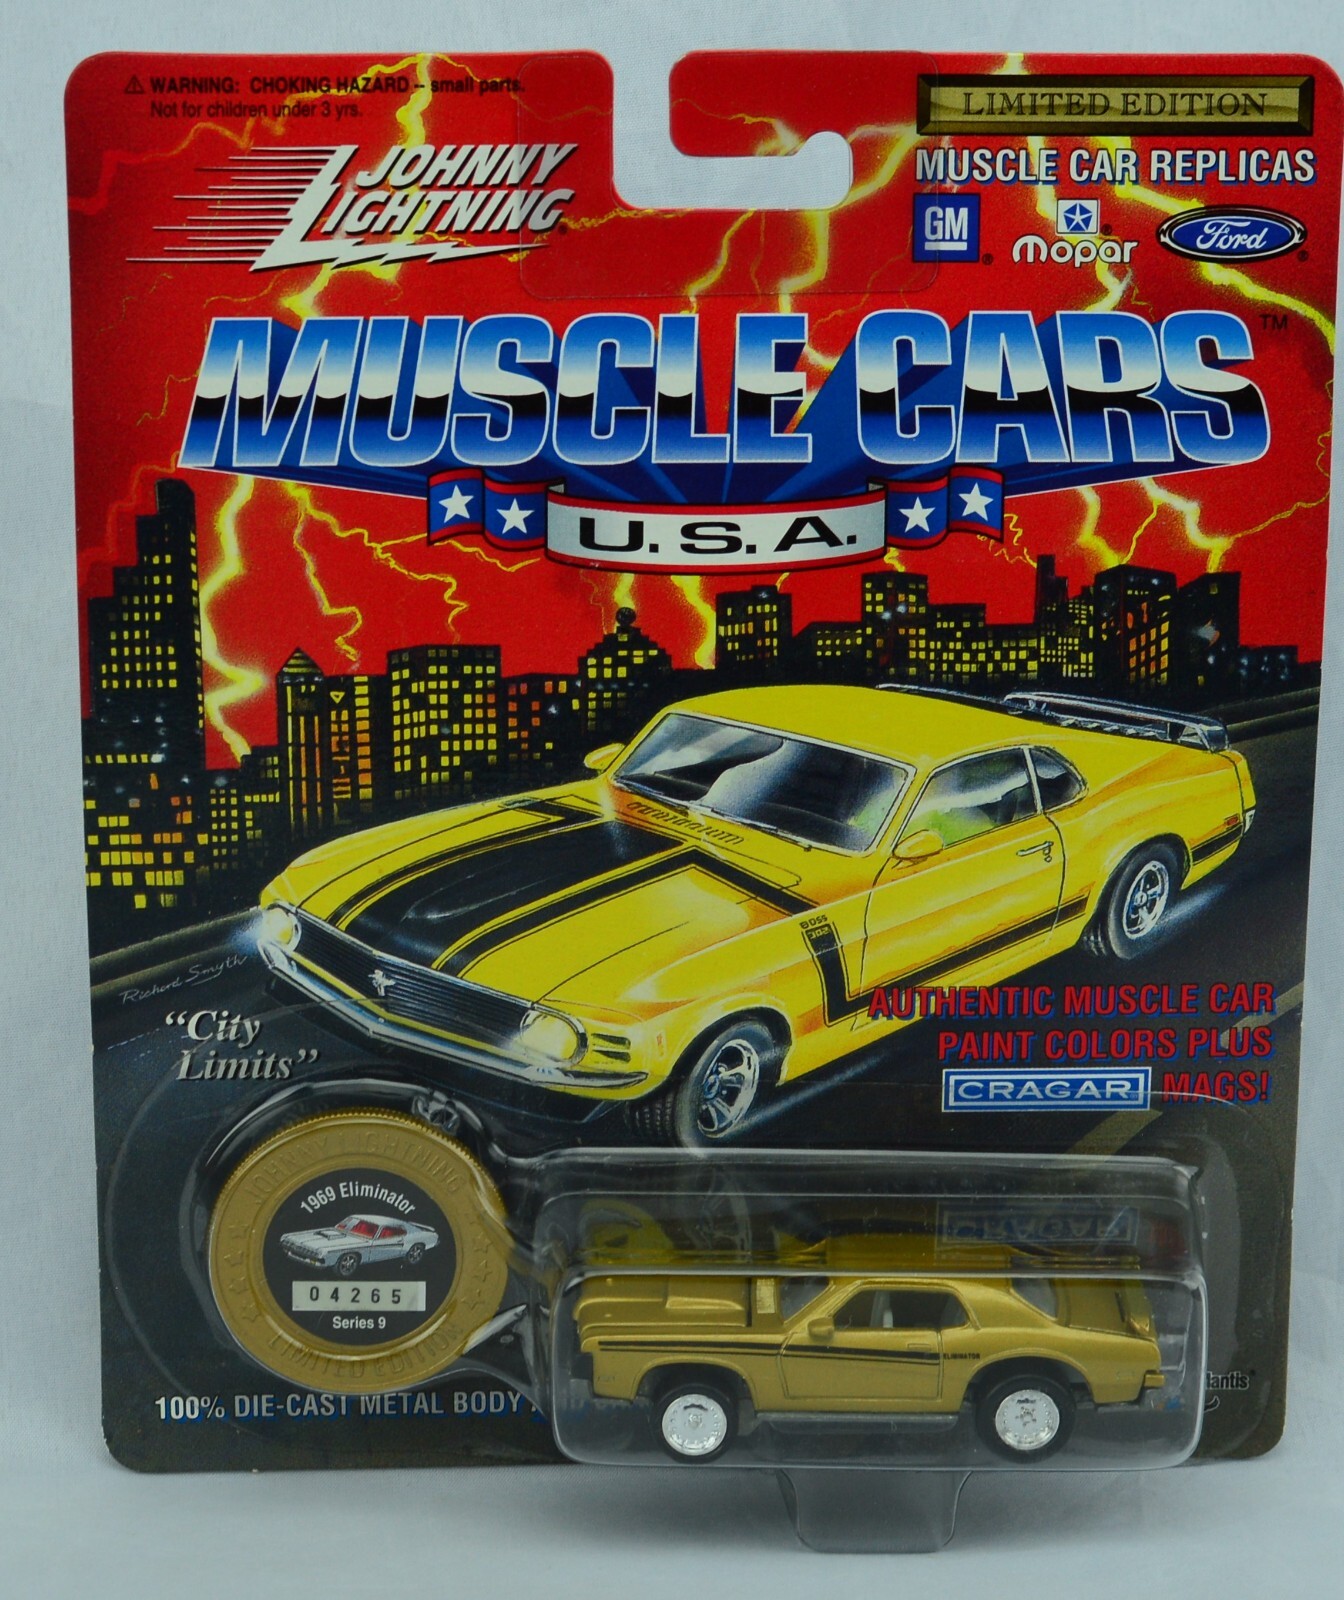 ⚠ WARNING: CHOKING HAZARD -- small parts.
Not for children under 3 yrs.
JOHNNY
LIGHTNING®
LIMITED EDITION
MUSCLE CAR REPLICAS
GM® Mopar® Ford®
MUSCLE CARS™
U.S.A.
BOSS
302
Richard Smyth
"City
Limits"
AUTHENTIC MUSCLE CAR
PAINT COLORS PLUS
CRAGAR® MAGS!
JOHNNY LIGHTNING
1969 Eliminator
04265
Series 9
LIMITED EDITION
CRAGAR
ELIMINATOR
100% DIE-CAST METAL BODY